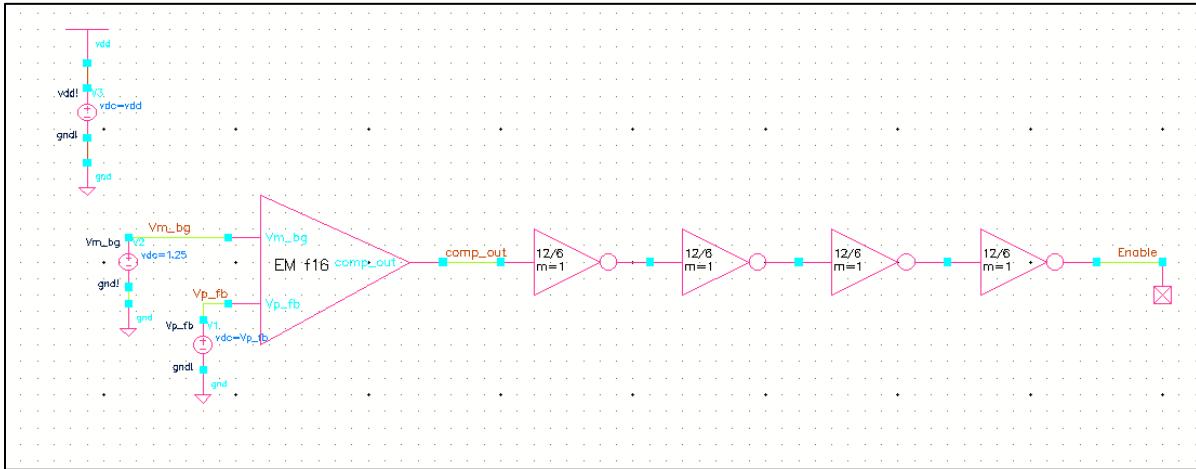 vdd
vdd!
V3
vdc=vdd
gnd!
gnd
Vm_bg
Vm_bg
V2
vdc=1.25
gnd!
gnd
Vm_bg
EM f16
comp_out
Vp_fb
Vp_fb
Vp_fb
V1
vdc=Vp_fb
gnd!
gnd
comp_out
12/6
m=1
12/6
m=1
12/6
m=1
12/6
m=1
Enable